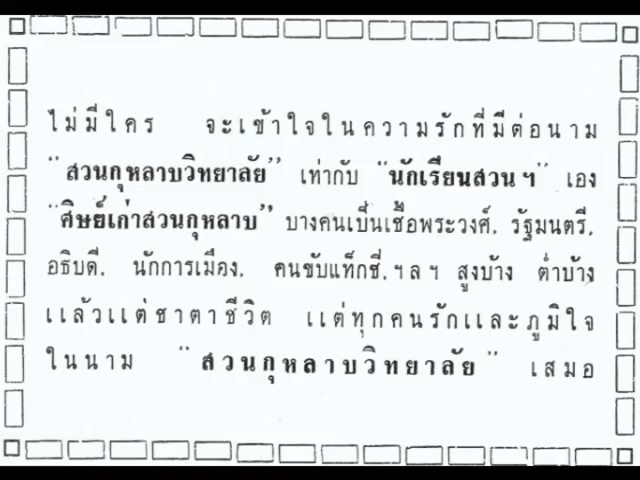 ไม่มีใคร จะเข้าใจในความรักที่มีต่อนาม
"สวนกุหลาบวิทยาลัย" เท่ากับ "นักเรียนสวนฯ" เอง
"ศิษย์เก่าสวนกุหลาบ" บางคนเป็นเชื้อพระวงศ์, รัฐมนตรี,
อธิบดี, นักการเมือง, คนขับแท็กซี่,ฯลฯ สูงบ้าง ต่ำบ้าง
แล้วแต่ชาตาชีวิต แต่ทุกคนรักและภูมิใจ
ในนาม "สวนกุหลาบวิทยาลัย" เสมอ